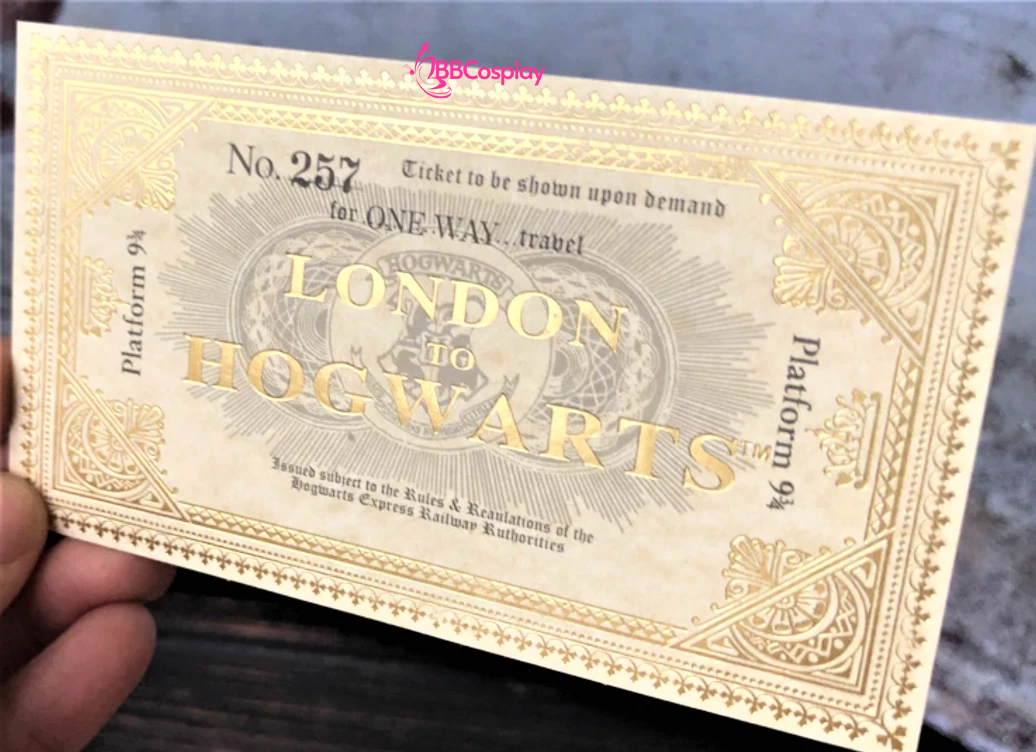 BBCosplay
No. 257 Ticket to be shown upon demand
for ONE-WAY...travel
HOGWARTS
LONDON
TO
HOGWARTS™
Issued subject to the Rules & Reaulations of the
Hogwarts Express Railway Ruthorities
Platform 9¾
Platform 9¾